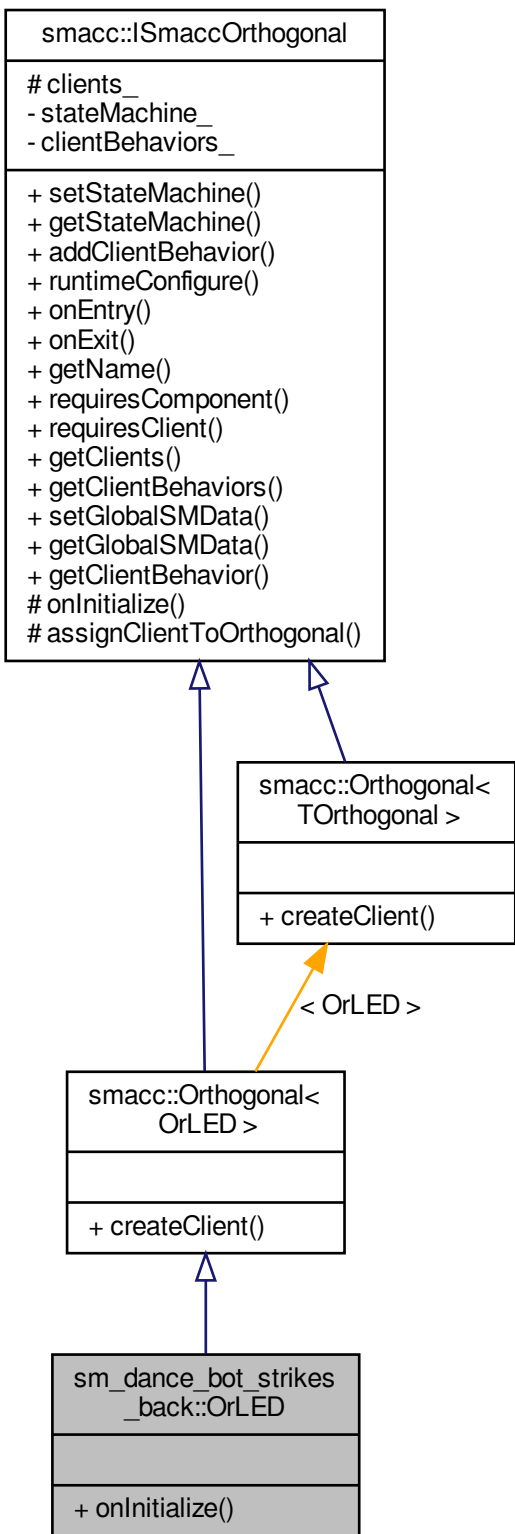 smacc::ISmaccOrthogonal
# clients_
- stateMachine_
- clientBehaviors_
+ setStateMachine()
+ getStateMachine()
+ addClientBehavior()
+ runtimeConfigure()
+ onEntry()
+ onExit()
+ getName()
+ requiresComponent()
+ requiresClient()
+ getClients()
+ getClientBehaviors()
+ setGlobalSMData()
+ getGlobalSMData()
+ getClientBehavior()
# onInitialize()
# assignClientToOrthogonal()
smacc::Orthogonal<
TOrthogonal >
+ createClient()
< OrLED >
smacc::Orthogonal<
OrLED >
+ createClient()
sm_dance_bot_strikes
_back::OrLED
+ onInitialize()